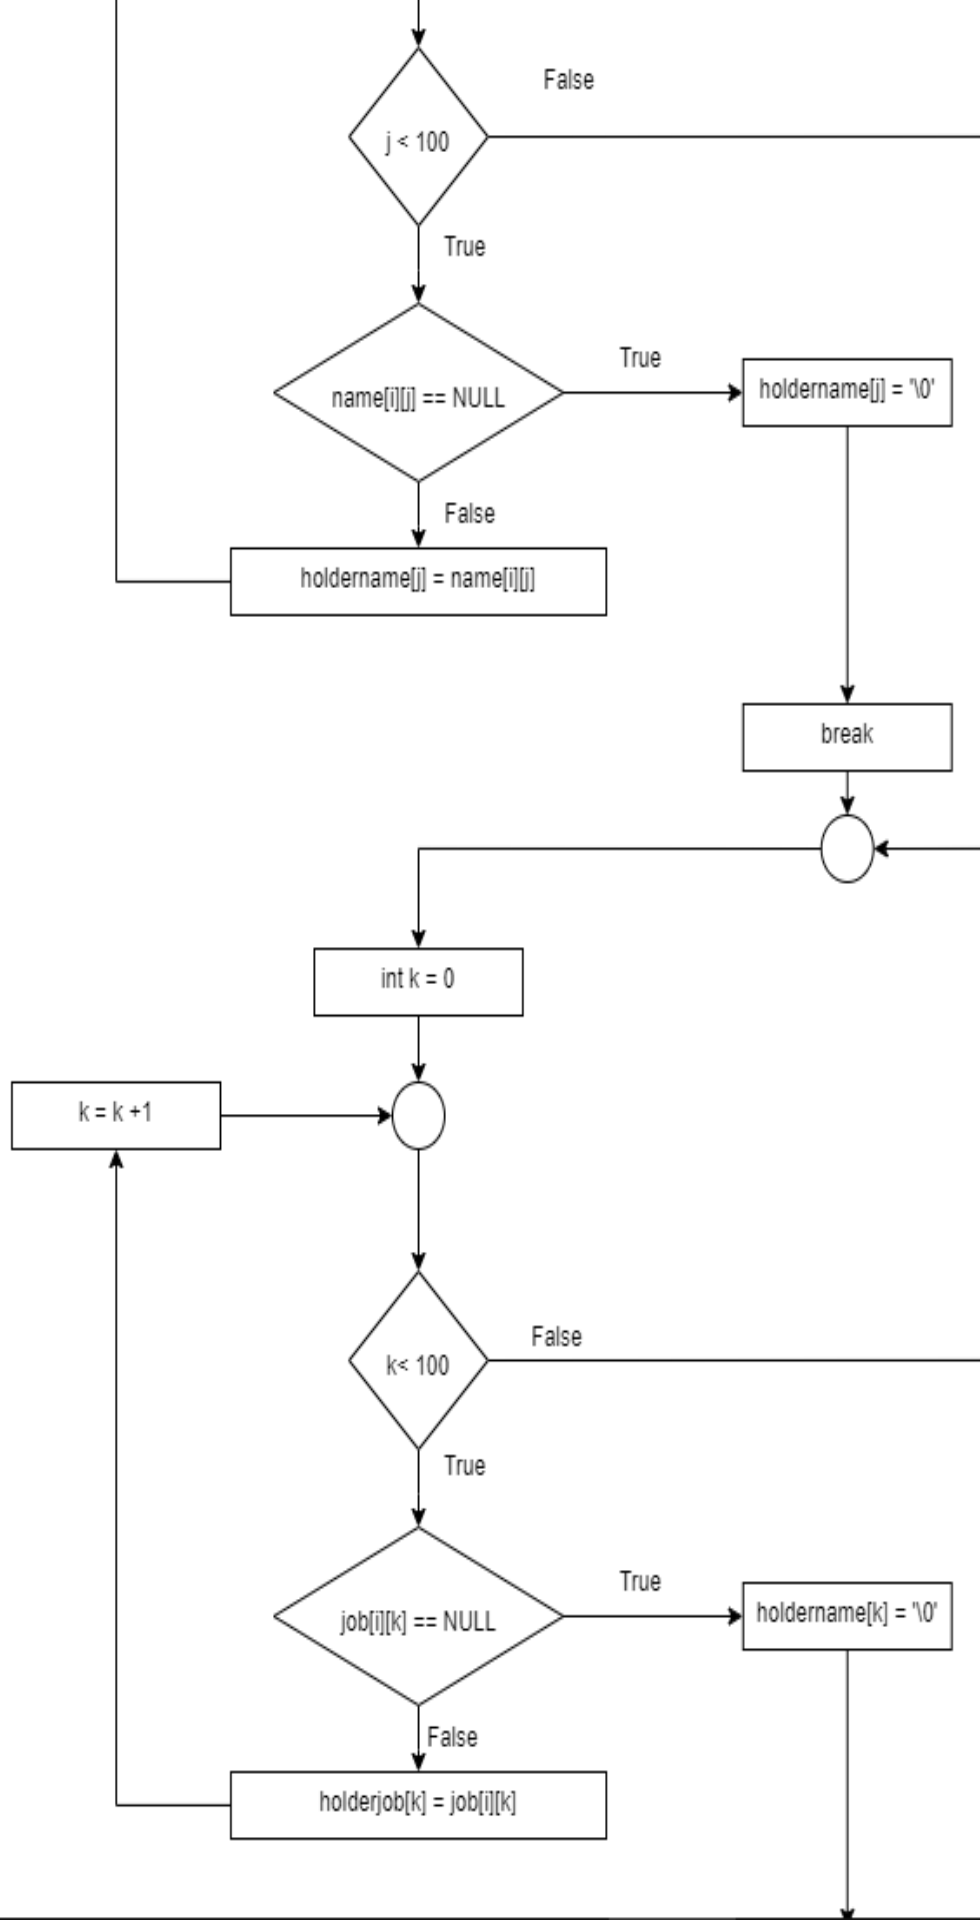 False
j < 100
True
True
name[i][j] == NULL
holdername[j] = '\0'
False
holdername[j] = name[i][j]
break
int k = 0
k = k +1
False
k< 100
True
True
job[i][k] == NULL
holdername[k] = '\0'
False
holderjob[k] = job[i][k]